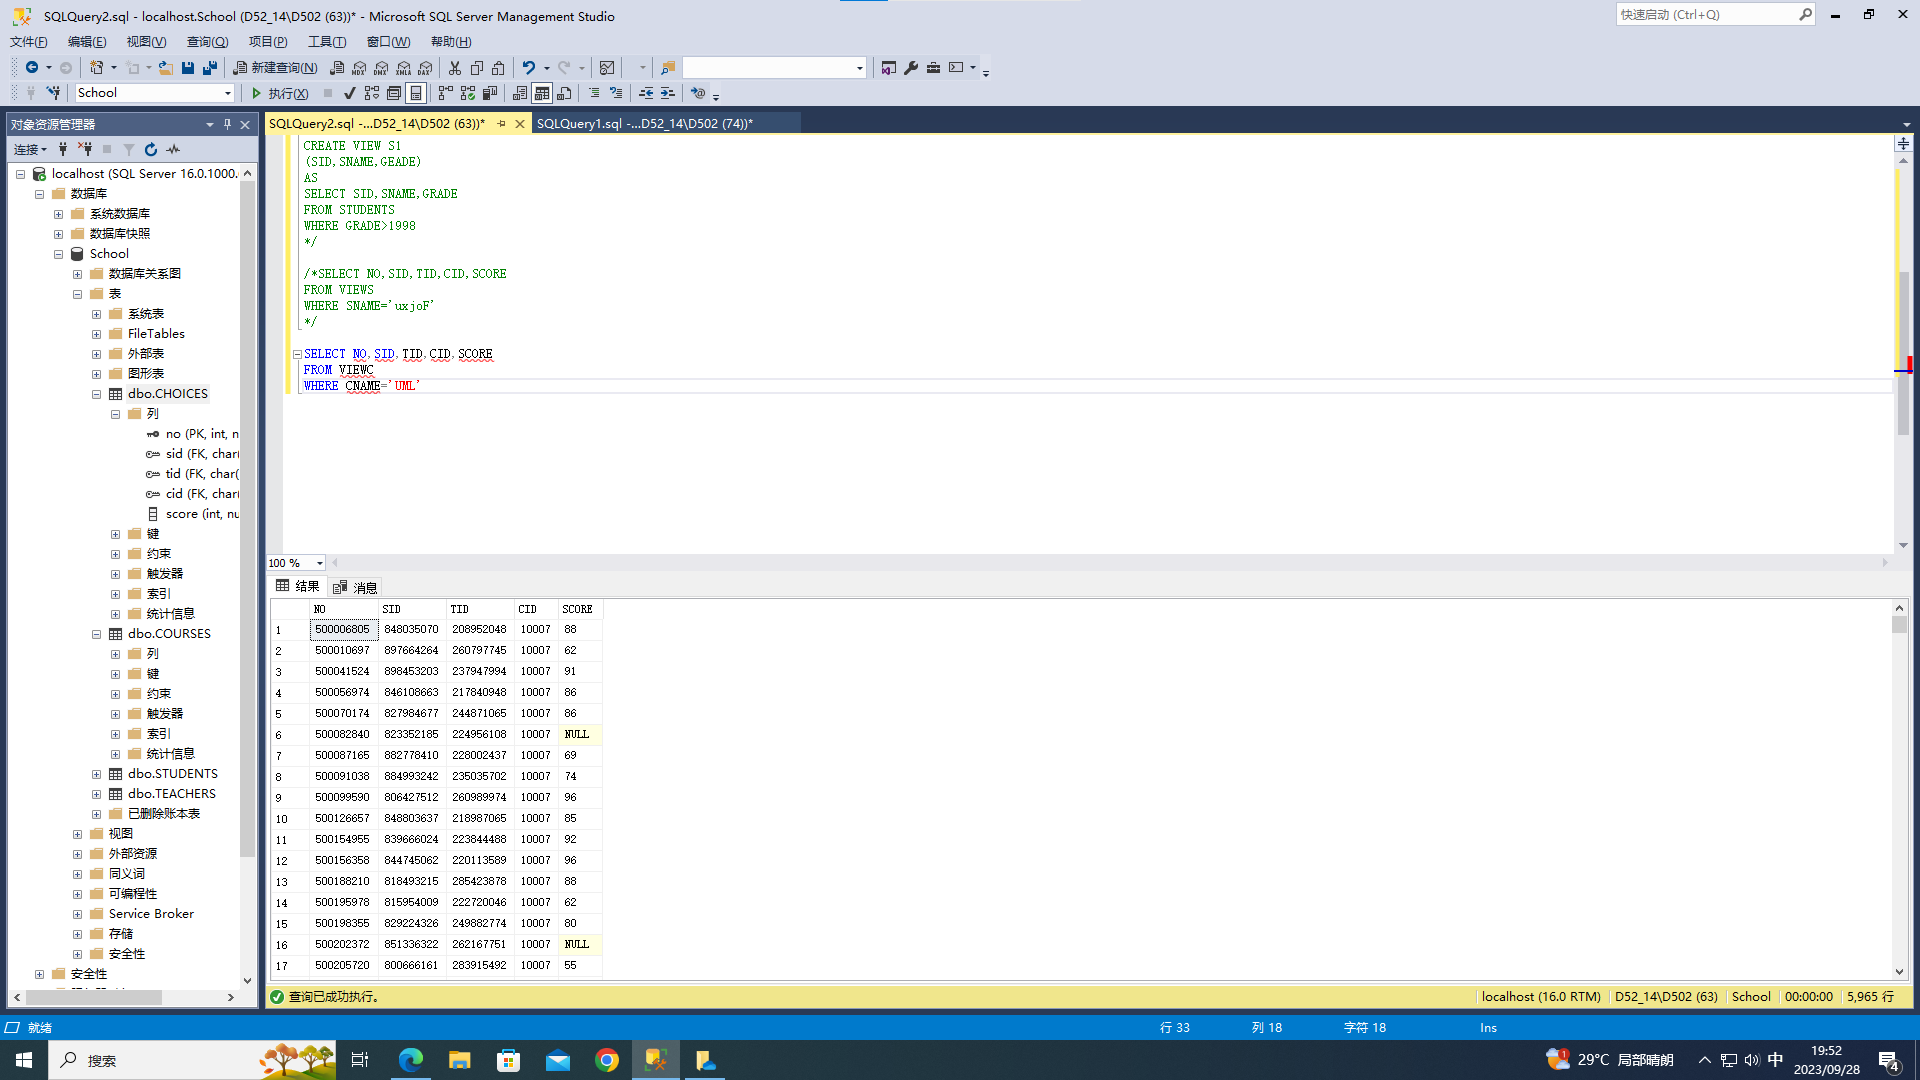 SQLQuery2.sql - localhost.School (D52_14\D502 (63))* - Microsoft SQL Server Management Studio
快速启动 (Ctrl+Q)
文件(F) 编辑(E) 视图(V) 查询(Q) 项目(P) 工具(T) 窗口(W) 帮助(H)
新建查询(N) MDX DMX XMLA DAX
School 执行(X)
对象资源管理器
SQLQuery2.sql -...D52_14\D502 (63))*
SQLQuery1.sql -...D52_14\D502 (74))*
连接
localhost (SQL Server 16.0.1000.
数据库
系统数据库
数据库快照
School
数据库关系图
表
系统表
FileTables
外部表
图形表
dbo.CHOICES
列
no (PK, int, n
sid (FK, char(
tid (FK, char(
cid (FK, char(
score (int, nu
键
约束
触发器
索引
统计信息
dbo.COURSES
列
键
约束
触发器
索引
统计信息
dbo.STUDENTS
dbo.TEACHERS
已删除账本表
视图
外部资源
同义词
可编程性
Service Broker
存储
安全性
安全性
CREATE VIEW S1
(SID,SNAME,GEADE)
AS
SELECT SID,SNAME,GRADE
FROM STUDENTS
WHERE GRADE>1998
*/
/*SELECT NO,SID,TID,CID,SCORE
FROM VIEWS
WHERE SNAME='uxjoF'
*/
SELECT NO,SID,TID,CID,SCORE
FROM VIEWC
WHERE CNAME='UML'
100 %
结果 消息
NO SID TID CID SCORE
1 500006805 848035070 208952048 10007 88
2 500010697 897664264 260797745 10007 62
3 500041524 898453203 237947994 10007 91
4 500056974 846108663 217840948 10007 86
5 500070174 827984677 244871065 10007 86
6 500082840 823352185 224956108 10007 NULL
7 500087165 882778410 228002437 10007 69
8 500091038 884993242 235035702 10007 74
9 500099590 806427512 260989974 10007 96
10 500126657 848803637 218987065 10007 85
11 500154955 839666024 223844488 10007 92
12 500156358 844745062 220113589 10007 96
13 500188210 818493215 285423878 10007 88
14 500195978 815954009 222720046 10007 62
15 500198355 829224326 249882774 10007 80
16 500202372 851336322 262167751 10007 NULL
17 500205720 800666161 283915492 10007 55
查询已成功执行。
localhost (16.0 RTM) D52_14\D502 (63) School 00:00:00 5,965 行
就绪 行 33 列 18 字符 18 Ins
搜索
1 29°C 局部晴朗 中
19:52
2023/09/28
4